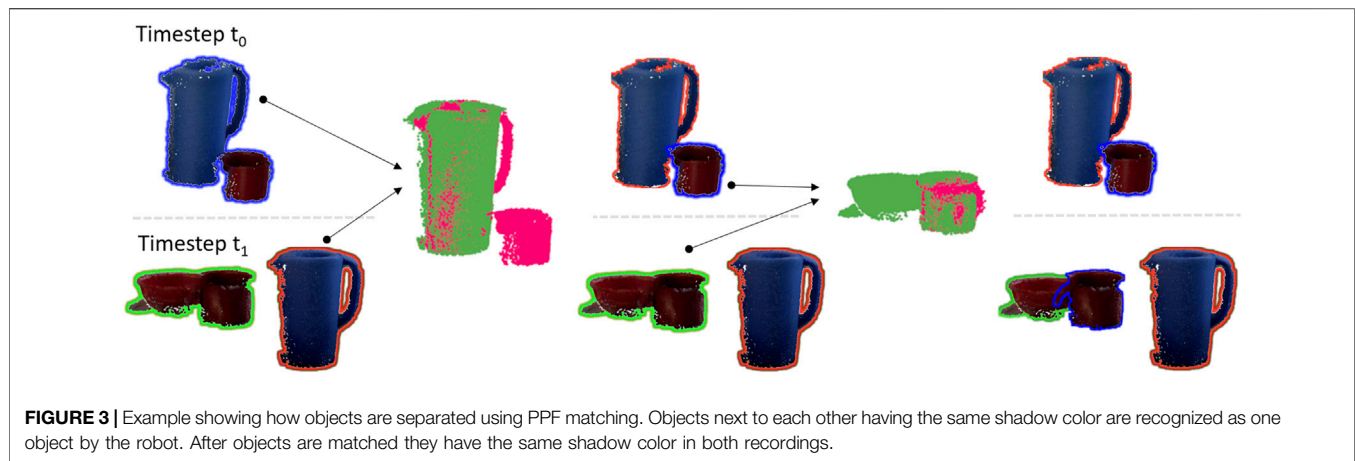 Timestep t₀
Timestep t₁
FIGURE 3 | Example showing how objects are separated using PPF matching. Objects next to each other having the same shadow color are recognized as one
object by the robot. After objects are matched they have the same shadow color in both recordings.